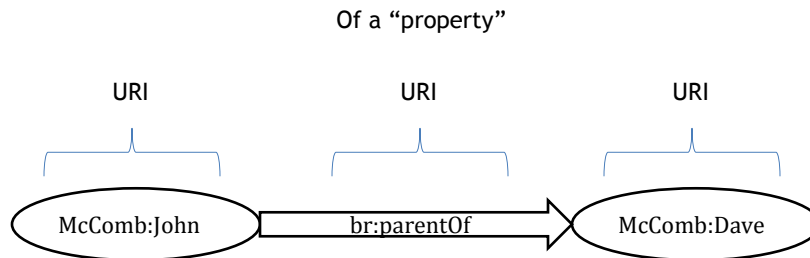 Of a “property”
URI URI URI
McComb:John br:parentOf McComb:Dave